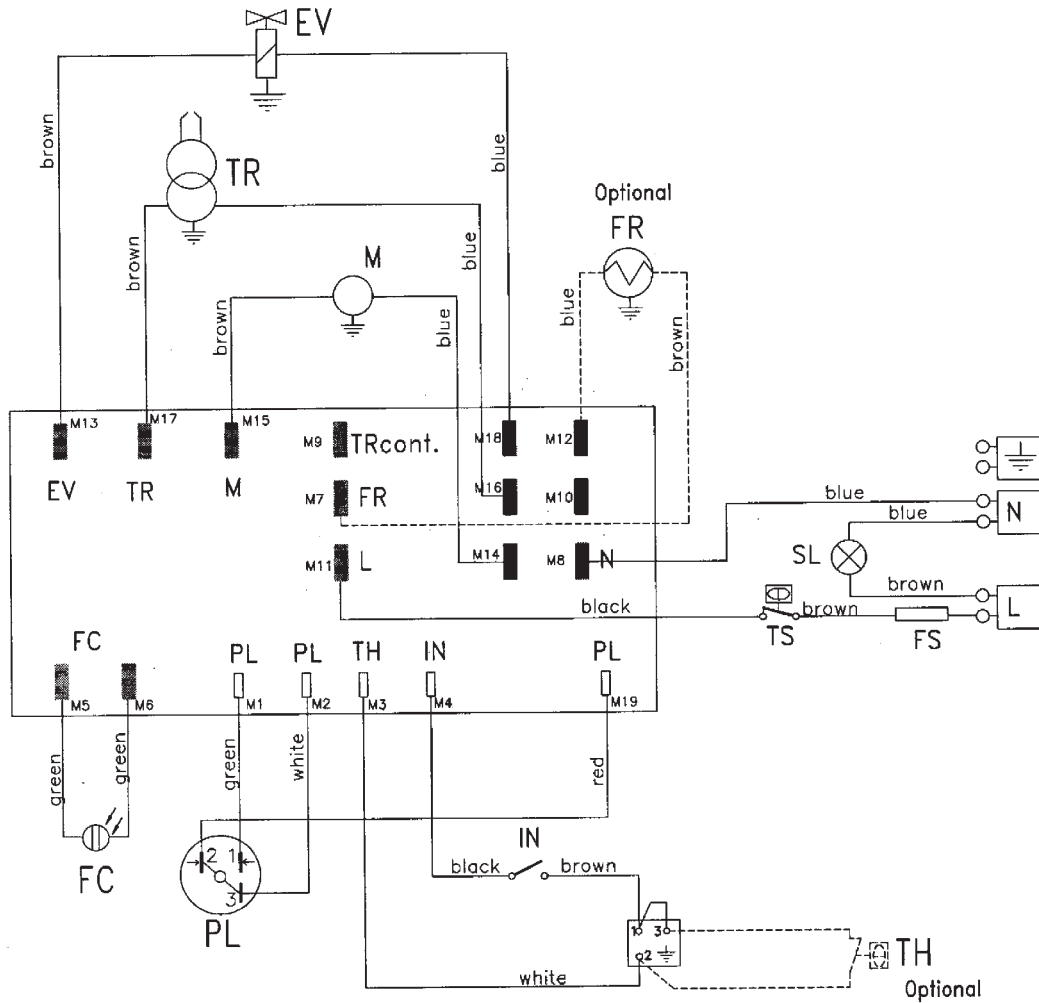 EV
brown
blue
TR
brown
blue
Optional
FR
blue
brown
M
brown
blue
M13
M17
M15
M9
TRcont.
M18
M12
EV
TR
M
M7
FR
M16
M10
M11
L
M14
M8
N
blue
blue
N
SL
brown
L
black
TS
brown
FS
FC
PL
PL
TH
IN
PL
M5
M6
M1
M2
M3
M4
M19
green
green
green
white
red
FC
2
1
3
PL
IN
black
brown
1
3
2
white
TH
Optional